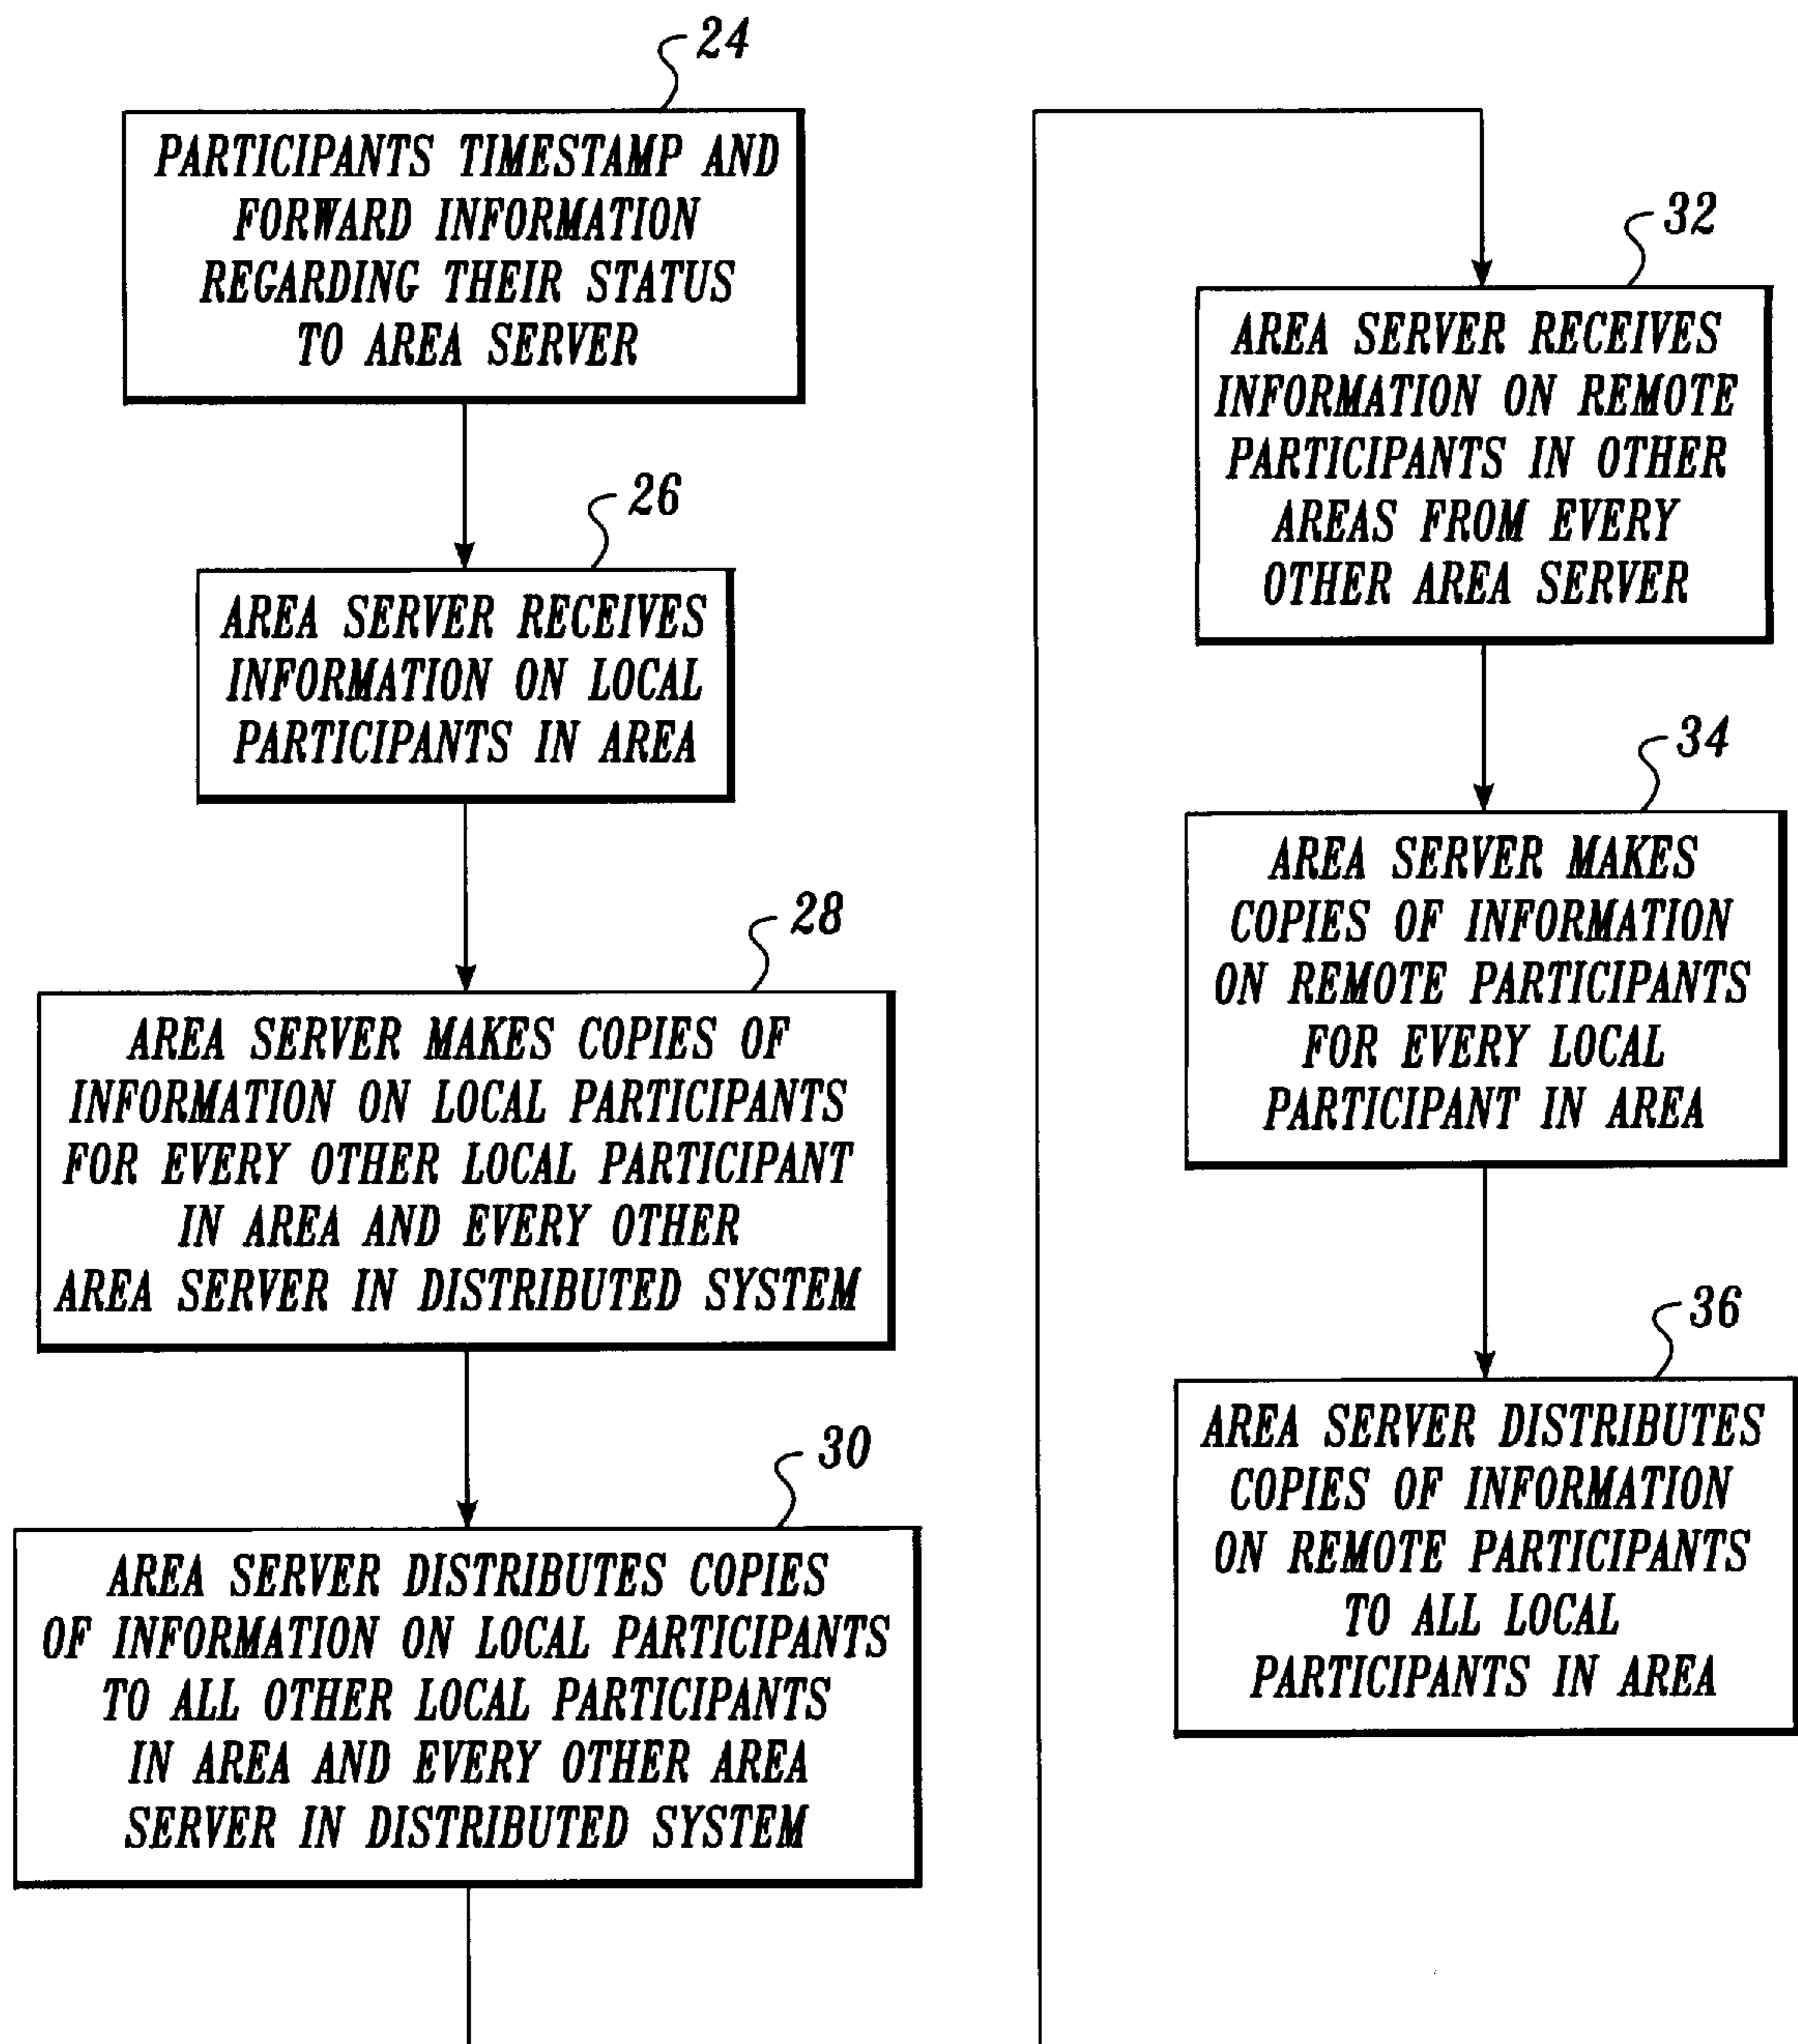 24
PARTICIPANTS TIMESTAMP AND
FORWARD INFORMATION
REGARDING THEIR STATUS
TO AREA SERVER
26
AREA SERVER RECEIVES
INFORMATION ON LOCAL
PARTICIPANTS IN AREA
28
AREA SERVER MAKES COPIES OF
INFORMATION ON LOCAL PARTICIPANTS
FOR EVERY OTHER LOCAL PARTICIPANT
IN AREA AND EVERY OTHER
AREA SERVER IN DISTRIBUTED SYSTEM
30
AREA SERVER DISTRIBUTES COPIES
OF INFORMATION ON LOCAL PARTICIPANTS
TO ALL OTHER LOCAL PARTICIPANTS
IN AREA AND EVERY OTHER AREA
SERVER IN DISTRIBUTED SYSTEM
32
AREA SERVER RECEIVES
INFORMATION ON REMOTE
PARTICIPANTS IN OTHER
AREAS FROM EVERY
OTHER AREA SERVER
34
AREA SERVER MAKES
COPIES OF INFORMATION
ON REMOTE PARTICIPANTS
FOR EVERY LOCAL
PARTICIPANT IN AREA
36
AREA SERVER DISTRIBUTES
COPIES OF INFORMATION
ON REMOTE PARTICIPANTS
TO ALL LOCAL
PARTICIPANTS IN AREA